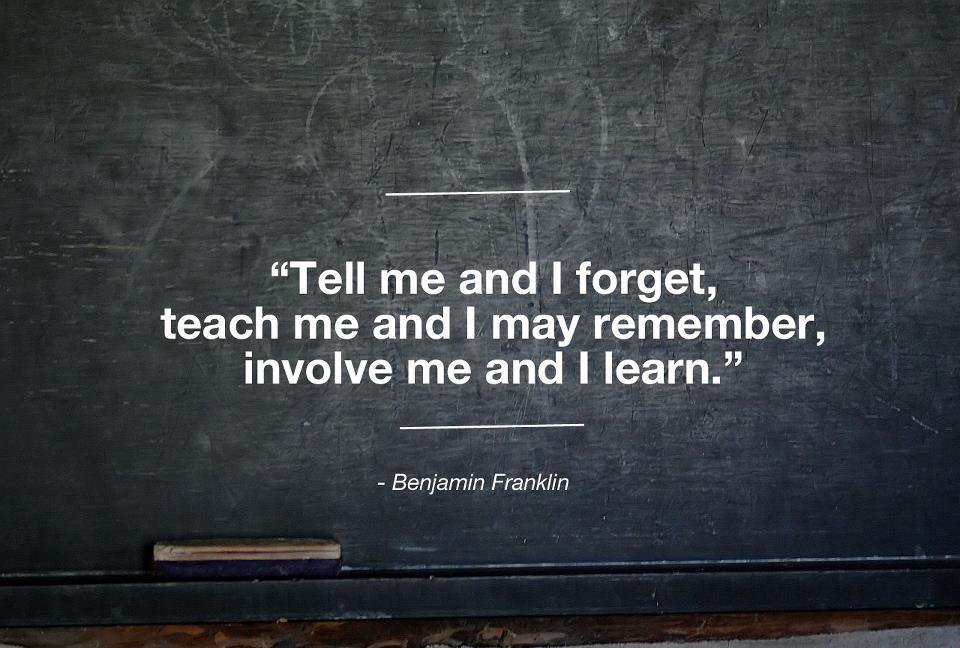 “Tell me and I forget,
teach me and I may remember,
involve me and I learn.”
- Benjamin Franklin